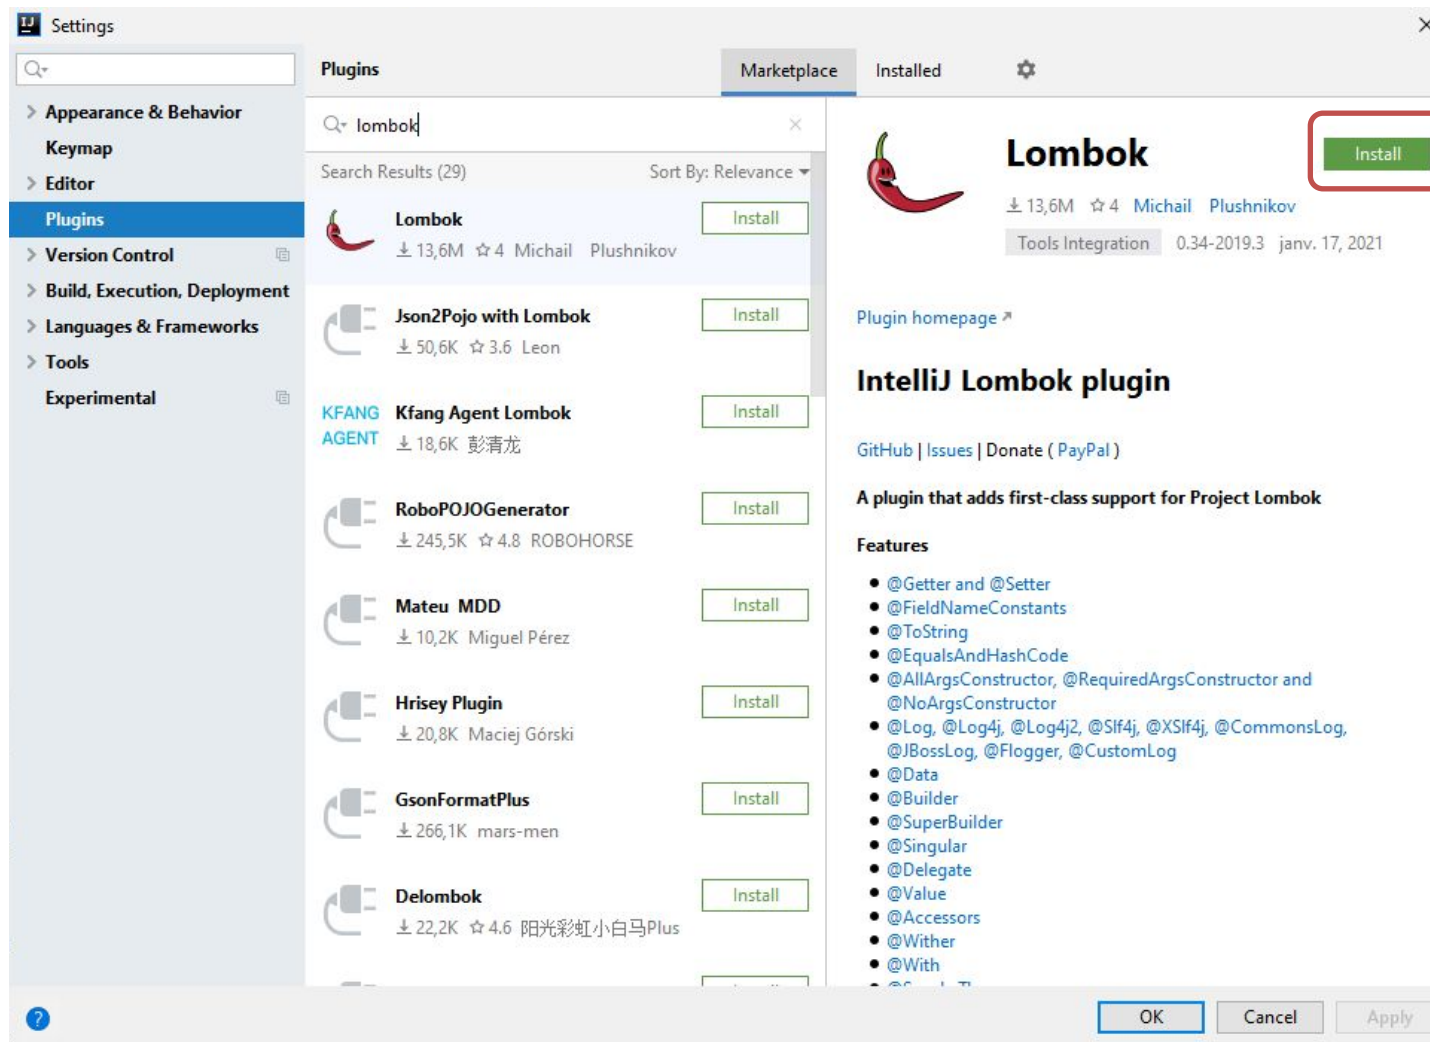 Settings
Plugins
Marketplace
Installed
Appearance & Behavior
Keymap
Editor
Plugins
Version Control
Build, Execution, Deployment
Languages & Frameworks
Tools
Experimental
lombok
Search Results (29)
Sort By: Relevance
Lombok
Install
13,6M 4 Michail Plushnikov
Json2Pojo with Lombok
Install
50,6K 3.6 Leon
KFANG AGENT
Kfang Agent Lombok
Install
18,6K 彭清龙
RoboPOJOGenerator
Install
245,5K 4.8 ROBOHORSE
Mateu MDD
Install
10,2K Miguel Pérez
Hrisey Plugin
Install
20,8K Maciej Górski
GsonFormatPlus
Install
266,1K mars-men
Delombok
Install
22,2K 4.6 阳光彩虹小白马Plus
Lombok
Install
13,6M 4 Michail Plushnikov
Tools Integration 0.34-2019.3 janv. 17, 2021
Plugin homepage
IntelliJ Lombok plugin
GitHub | Issues | Donate ( PayPal )
A plugin that adds first-class support for Project Lombok
Features
@Getter and @Setter
@FieldNameConstants
@ToString
@EqualsAndHashCode
@AllArgsConstructor, @RequiredArgsConstructor and
@NoArgsConstructor
@Log, @Log4j, @Log4j2, @Slf4j, @XSlf4j, @CommonsLog,
@JBossLog, @Flogger, @CustomLog
@Data
@Builder
@SuperBuilder
@Singular
@Delegate
@Value
@Accessors
@Wither
@With
?
OK
Cancel
Apply